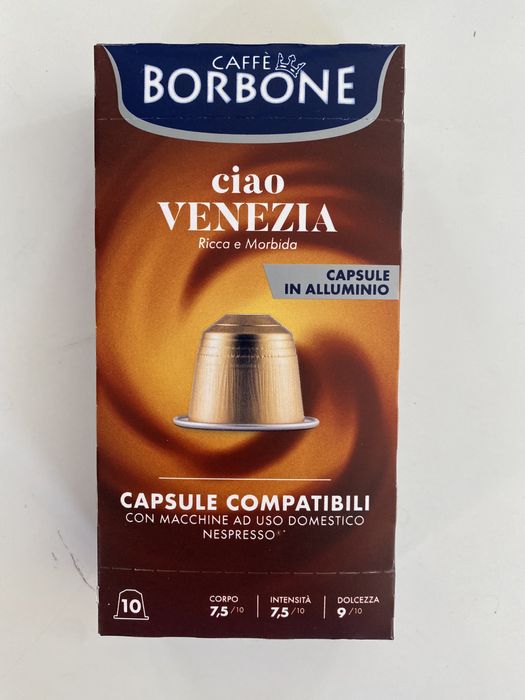 CAFFÈ
BORBONE
ciao
VENEZIA
Ricca e Morbida
CAPSULE
IN ALLUMINIO
CAPSULE COMPATIBILI
CON MACCHINE AD USO DOMESTICO
NESPRESSO®*
10
CORPO
7,5/10
INTENSITÀ
7,5/10
DOLCEZZA
9/10